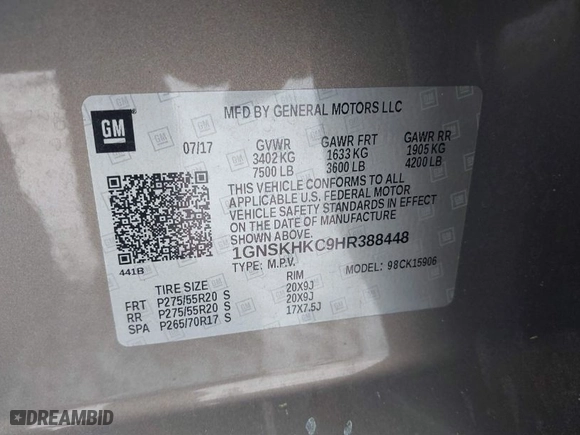 MFD BY GENERAL MOTORS LLC
GM
07/17 GVWR GAWR FRT GAWR RR
3402 KG 1633 KG 1905 KG
7500 LB 3600 LB 4200 LB
THIS VEHICLE CONFORMS TO ALL
APPLICABLE U.S. FEDERAL MOTOR
VEHICLE SAFETY STANDARDS IN EFFECT
ON THE DATE OF MANUFACTURE
SHOWN ABOVE.
441B
1GNSKHKC9HR388448
TYPE: M.P.V. MODEL: 98CK15906
TIRE SIZE RIM
FRT P275/55R20 S 20X9J
RR P275/55R20 S 20X9J
SPA P265/70R17 S 17X7.5J
DREAMBID